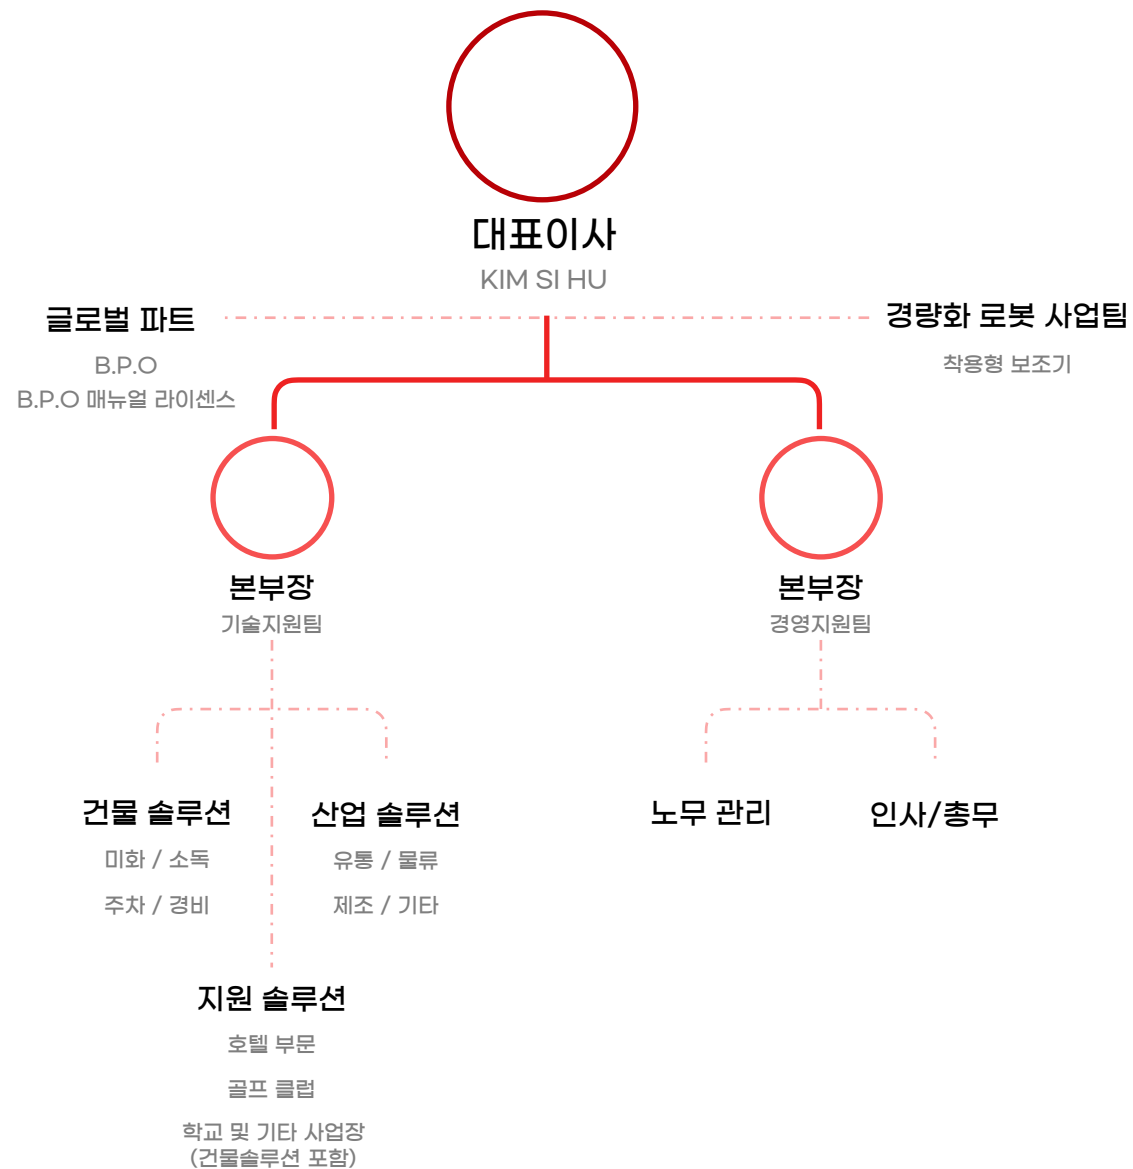 대표이사
KIM SI HU
글로벌 파트
B.P.O
B.P.O 매뉴얼 라이센스
경량화 로봇 사업팀
착용형 보조기
본부장
기술지원팀
본부장
경영지원팀
건물 솔루션
미화 / 소독
주차 / 경비
산업 솔루션
유통 / 물류
제조 / 기타
노무 관리
인사/총무
지원 솔루션
호텔 부문
골프 클럽
학교 및 기타 사업장
(건물솔루션 포함)